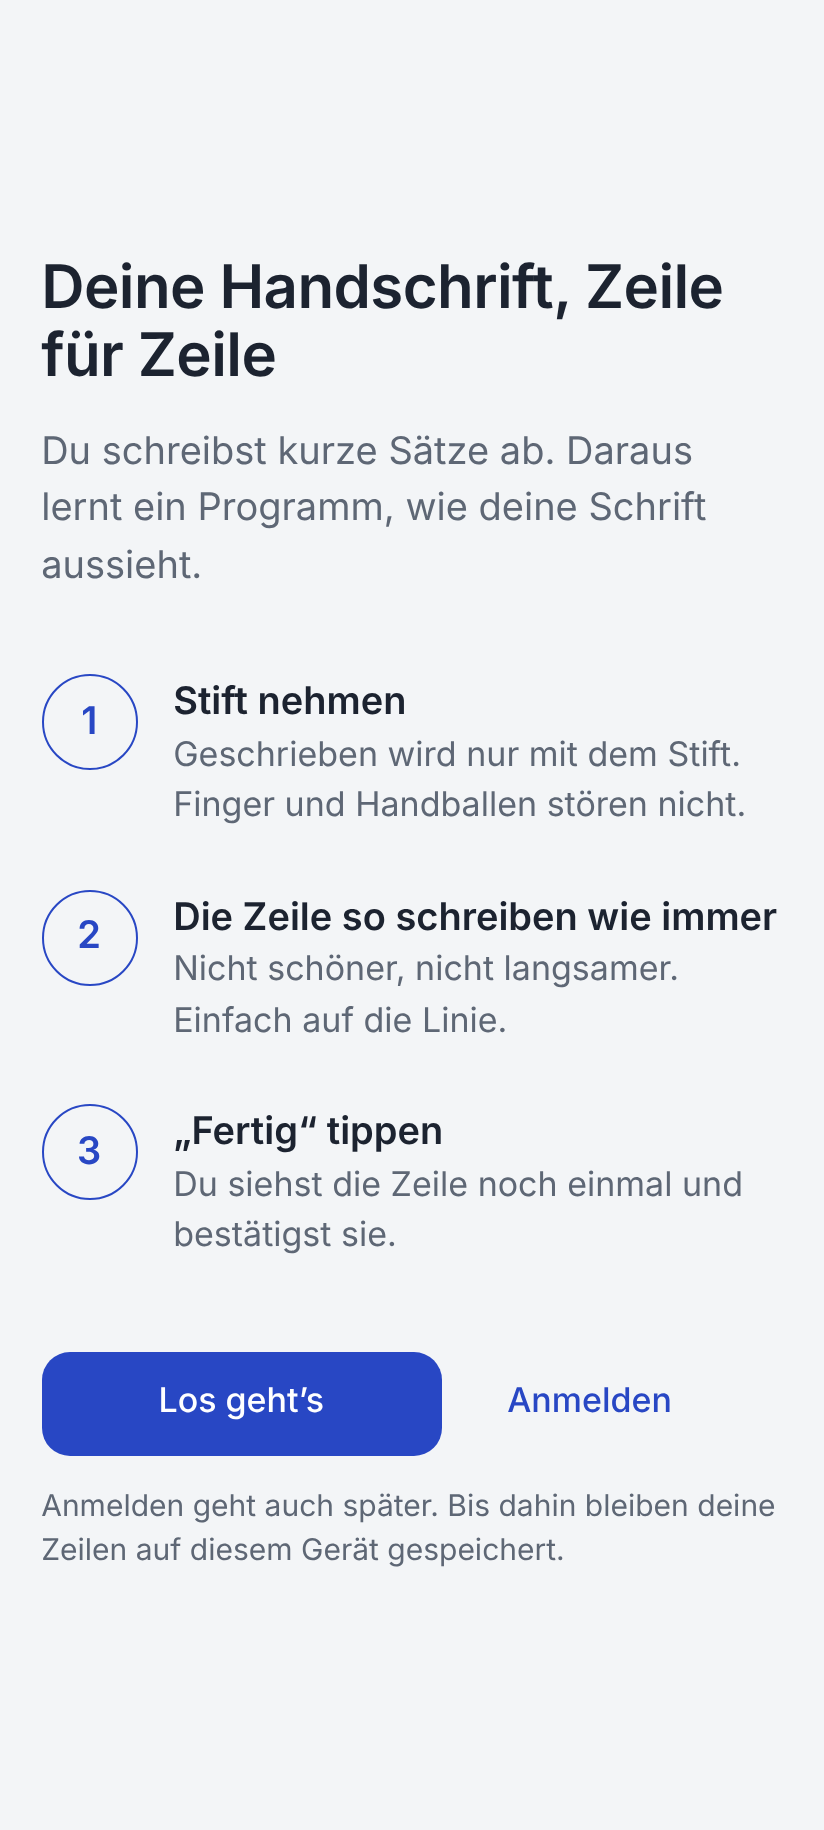 Deine Handschrift, Zeile
für Zeile
Du schreibst kurze Sätze ab. Daraus
lernt ein Programm, wie deine Schrift
aussieht.
1
Stift nehmen
Geschrieben wird nur mit dem Stift.
Finger und Handballen stören nicht.
2
Die Zeile so schreiben wie immer
Nicht schöner, nicht langsamer.
Einfach auf die Linie.
3
„Fertig“ tippen
Du siehst die Zeile noch einmal und
bestätigst sie.
Los geht’s
Anmelden
Anmelden geht auch später. Bis dahin bleiben deine
Zeilen auf diesem Gerät gespeichert.